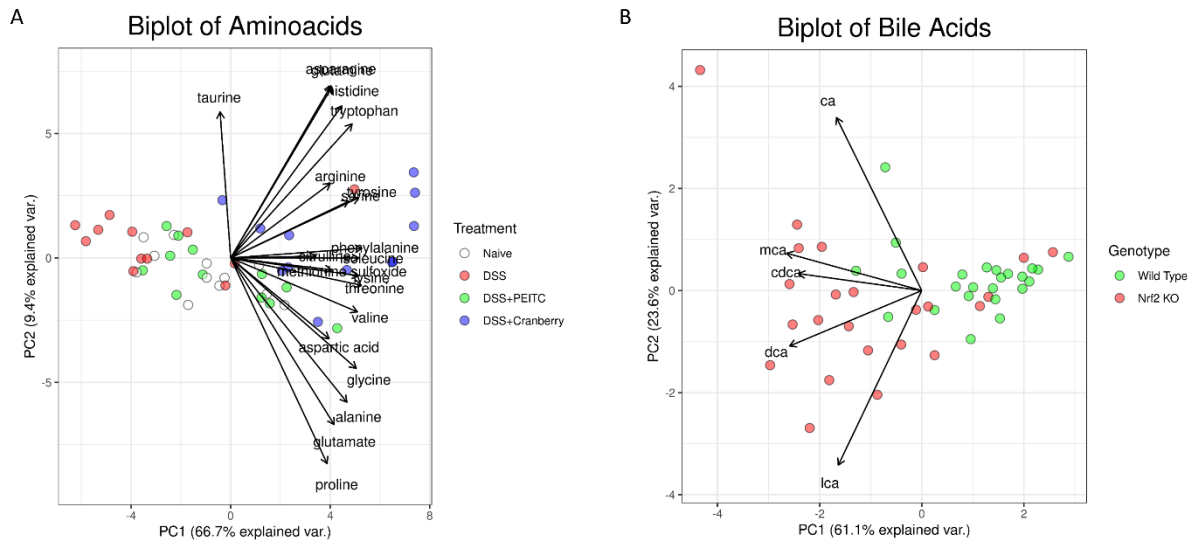 A
Biplot of Aminoacids
5
0
-5
-4
0
4
8
PC2 (9.4% explained var.)
PC1 (66.7% explained var.)
taurine
asparagine
glutamine
histidine
tryptophan
arginine
tyrosine
serine
phenylalanine
citrulline
isoleucine
methionine sulfoxide
lysine
threonine
valine
aspartic acid
glycine
alanine
glutamate
proline
Treatment
Naive
DSS
DSS+PEITC
DSS+Cranberry
B
Biplot of Bile Acids
4
2
0
-2
-4
-4
-2
0
2
PC2 (23.6% explained var.)
PC1 (61.1% explained var.)
ca
mca
cdca
dca
lca
Genotype
Wild Type
Nrf2 KO